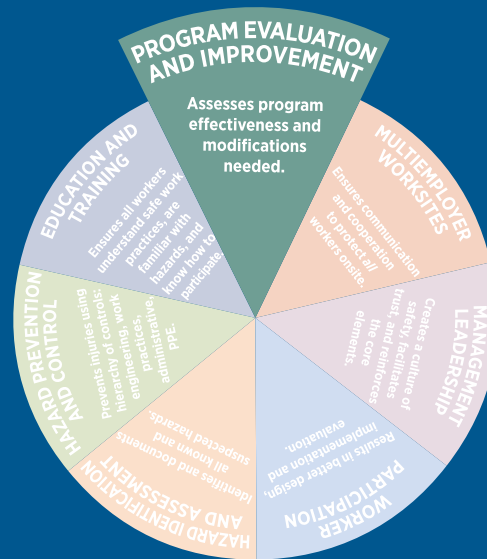 PROGRAM EVALUATION
AND IMPROVEMENT
Assesses program
effectiveness and
modifications
needed.
MULTIEMPLOYER
WORKSITES
Ensures communication
and cooperation
to protect all
workers onsite.
MANAGEMENT
LEADERSHIP
Creates a culture of
safety, facilitates
trust, and reinforces
the core
elements.
WORKER
PARTICIPATION
Results in better design,
implementation and
evaluation.
HAZARD IDENTIFICATION
AND ASSESSMENT
Identifies and documents
all known and
suspected hazards.
HAZARD PREVENTION
AND CONTROL
Prevents injuries using
hierarchy of controls:
engineering, work
practices,
administrative,
PPE.
EDUCATION AND
TRAINING
Ensures all workers
understand safe work
practices, are
familiar with
hazards, and
know how to
participate.